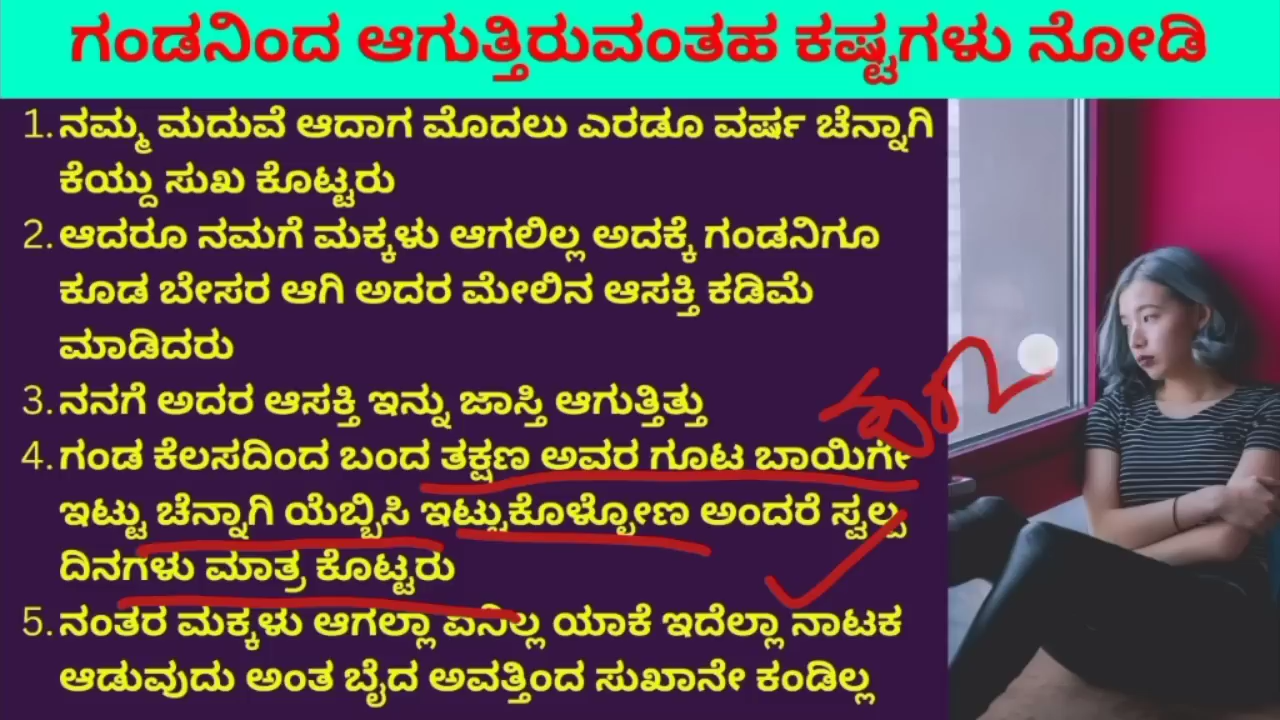 ಗಂಡನಿಂದ ಆಗುತ್ತಿರುವಂತಹ ಕಷ್ಟಗಳು ನೋಡಿ
1. ನಮ್ಮ ಮದುವೆ ಆದಾಗ ಮೊದಲು ಎರಡೂ ವರ್ಷ ಚೆನ್ನಾಗಿ
ಕೆಯ್ದು ಸುಖ ಕೊಟ್ಟರು
2. ಆದರೂ ನಮಗೆ ಮಕ್ಕಳು ಆಗಲಿಲ್ಲ ಅದಕ್ಕೆ ಗಂಡನಿಗೂ
ಕೂಡ ಬೇಸರ ಆಗಿ ಅದರ ಮೇಲಿನ ಆಸಕ್ತಿ ಕಡಿಮೆ
ಮಾಡಿದರು
3. ನನಗೆ ಅದರ ಆಸಕ್ತಿ ಇನ್ನು ಜಾಸ್ತಿ ಆಗುತ್ತಿತ್ತು
4. ಗಂಡ ಕೆಲಸದಿಂದ ಬಂದ ತಕ್ಷಣ ಅವರ ಗೂಟ ಬಾಯಿಗೇ
ಇಟ್ಟು ಚೆನ್ನಾಗಿ ಯೆಬ್ಬಿಸಿ ಇಟ್ಟುಕೊಳ್ಳೋಣ ಅಂದರೆ ಸ್ವಲ್ಪ
ದಿನಗಳು ಮಾತ್ರ ಕೊಟ್ಟರು
5. ನಂತರ ಮಕ್ಕಳು ಆಗಲ್ಲಾ ಏನಿಲ್ಲ ಯಾಕೆ ಇದೆಲ್ಲಾ ನಾಟಕ
ಆಡುವುದು ಅಂತ ಬೈದ ಅವತ್ತಿಂದ ಸುಖಾನೇ ಕಂಡಿಲ್ಲ